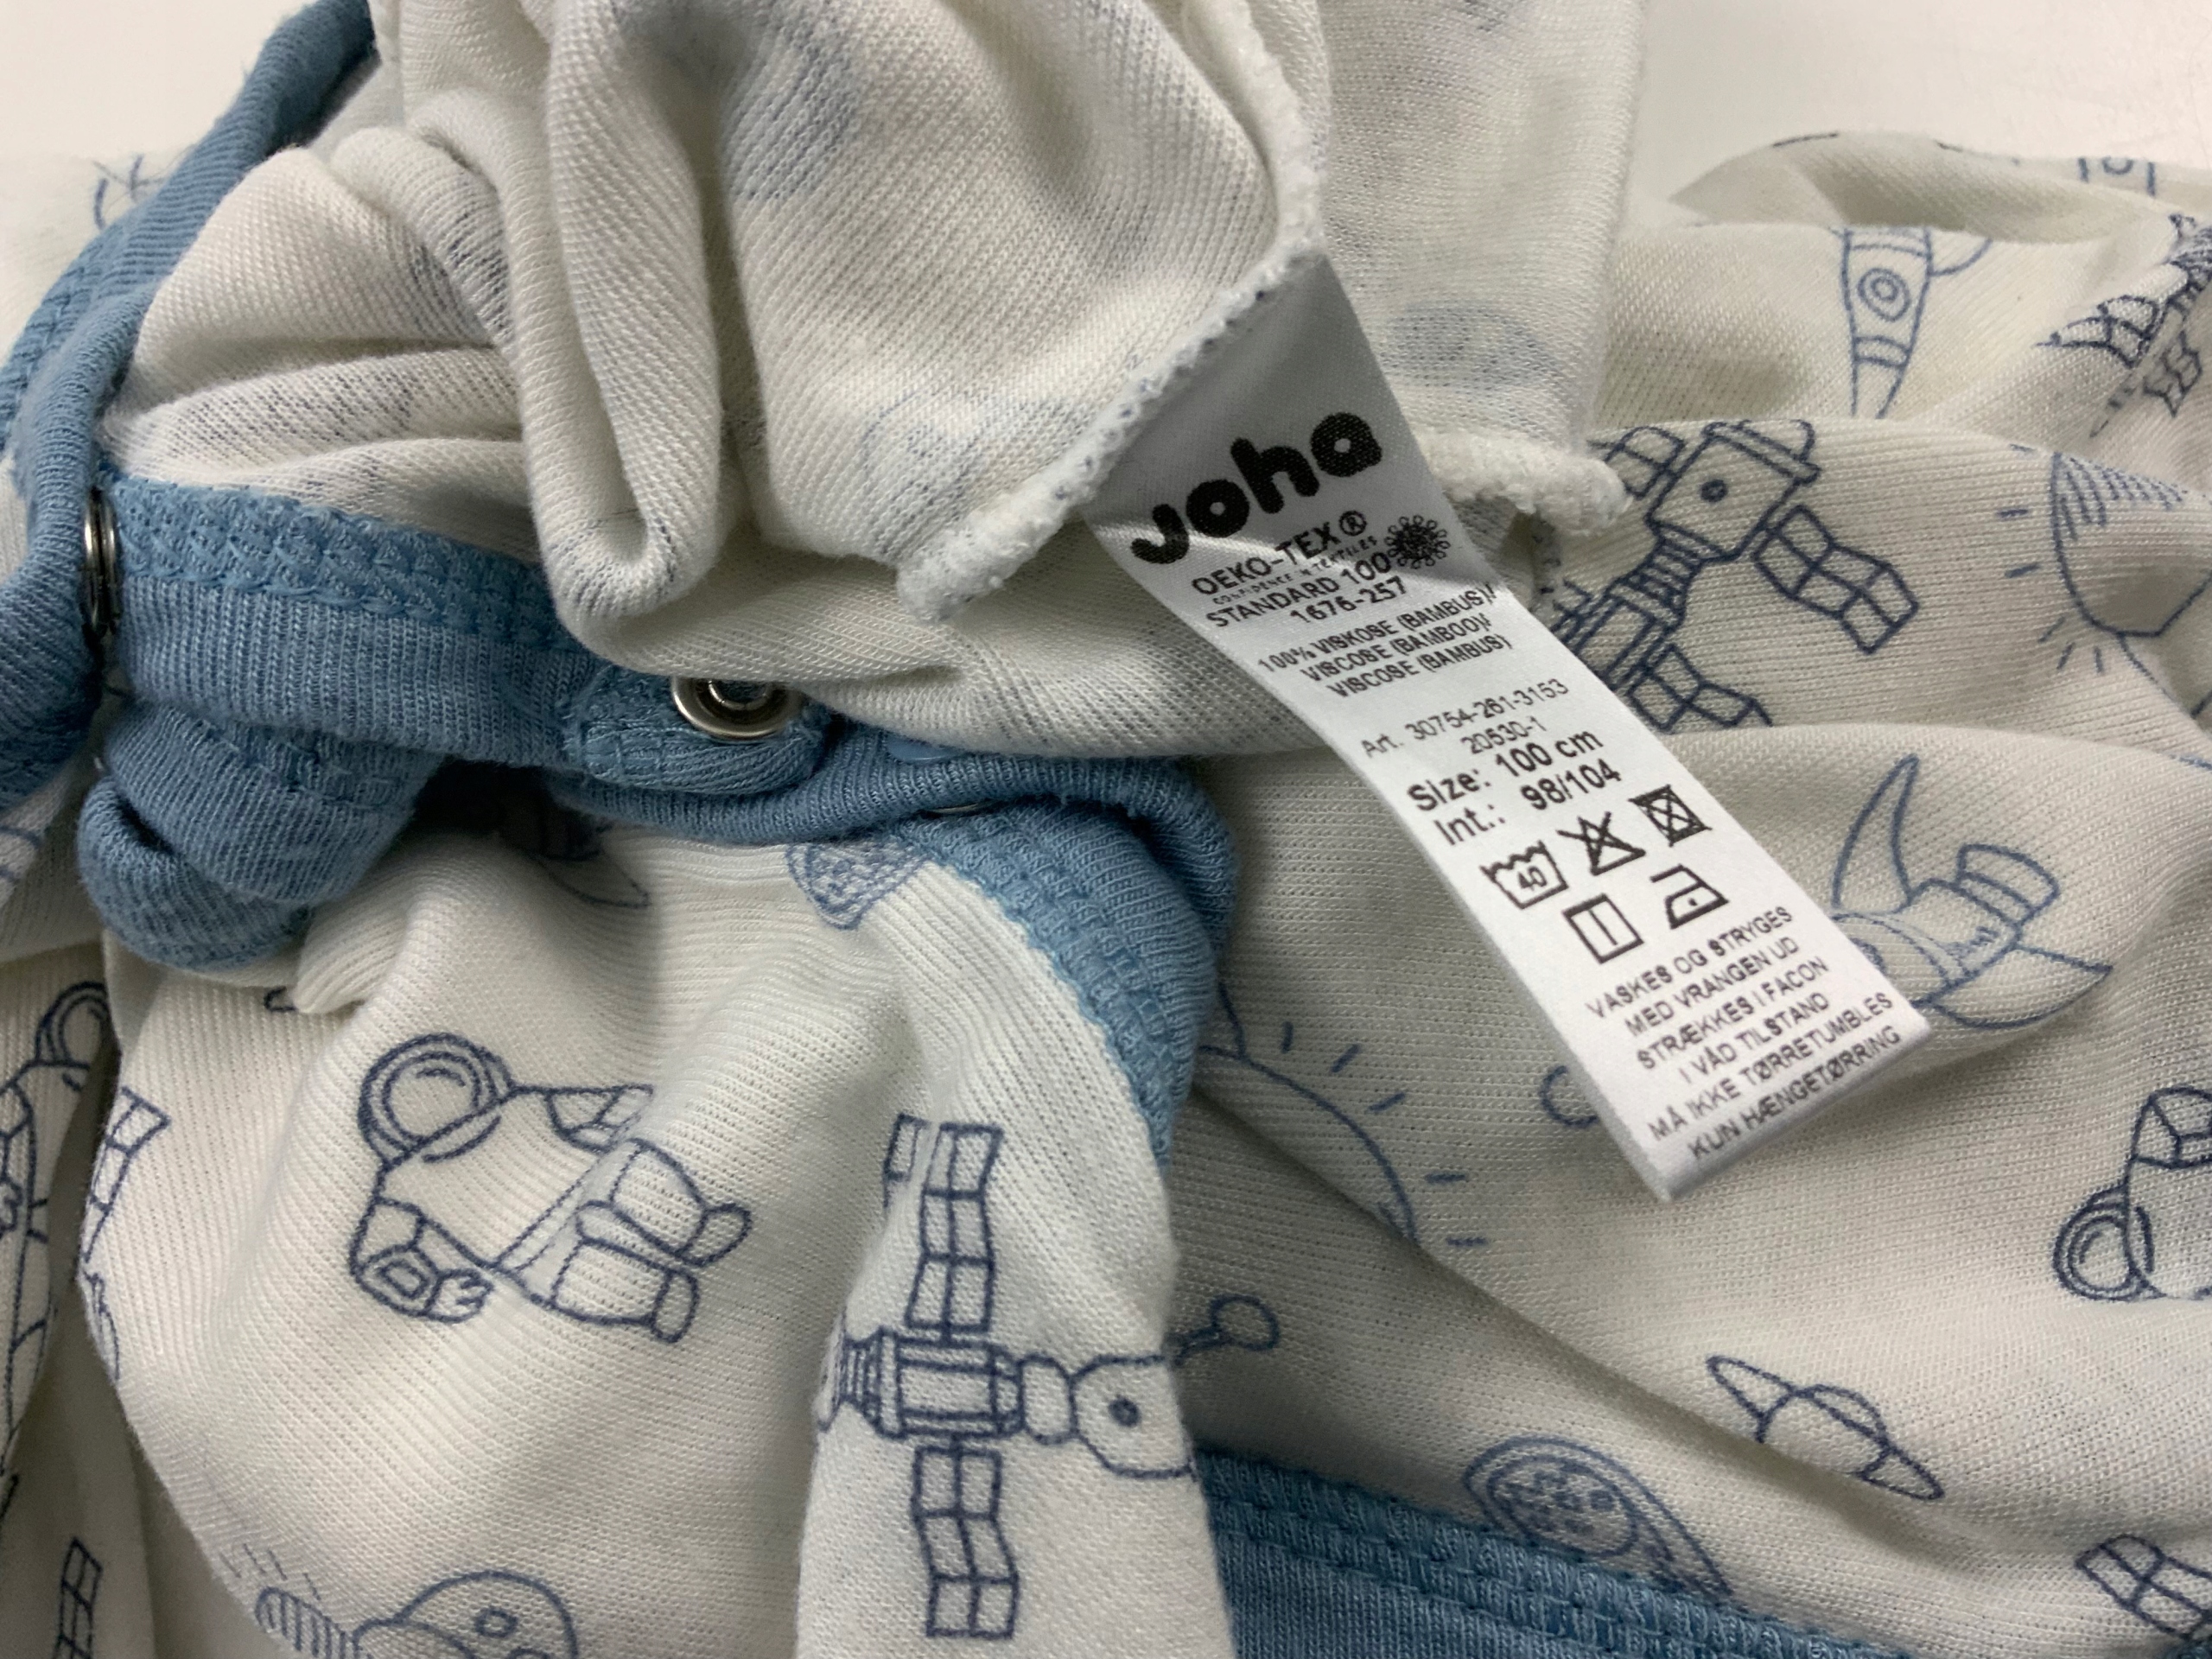 Joha
OEKO-TEX®
CONFIDENCE IN TEXTILES
STANDARD 100
1676-257
100% VISKOSE (BAMBUS)/
VISCOSE (BAMBOO)/
VISCOSE (BAMBUS)
Art. 30754-261-3153
20530-1
Size: 100 cm
Int.: 98/104
40
VASKES OG STRYGES
MED VRANGEN UD
STRÆKKES I FACON
I VÅD TILSTAND
MÅ IKKE TØRRETUMBLES
KUN HÆNGETØRRING